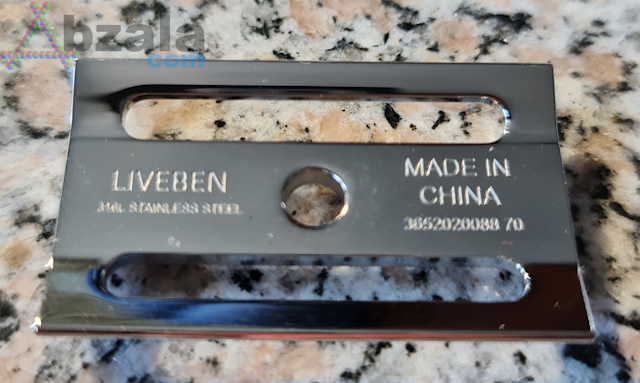 Abzala
com
LIVEBEN
316L STAINLESS STEEL
MADE IN
CHINA
3652020088 70